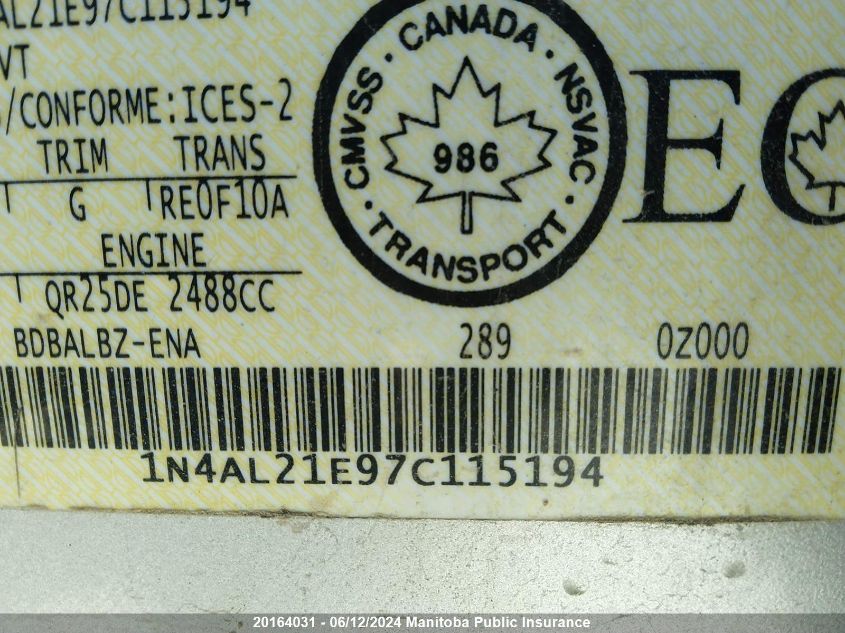 AL21E97C115194
VT
/CONFORME:ICES-2
TRIM TRANS
G RE0F10A
ENGINE
QR25DE 2488CC
CMVSS · CANADA · NSVAC · TRANSPORT ·
986
EC
BDBALBZ-ENA 289 0Z000
1N4AL21E97C115194
20164031 - 06/12/2024 Manitoba Public Insurance